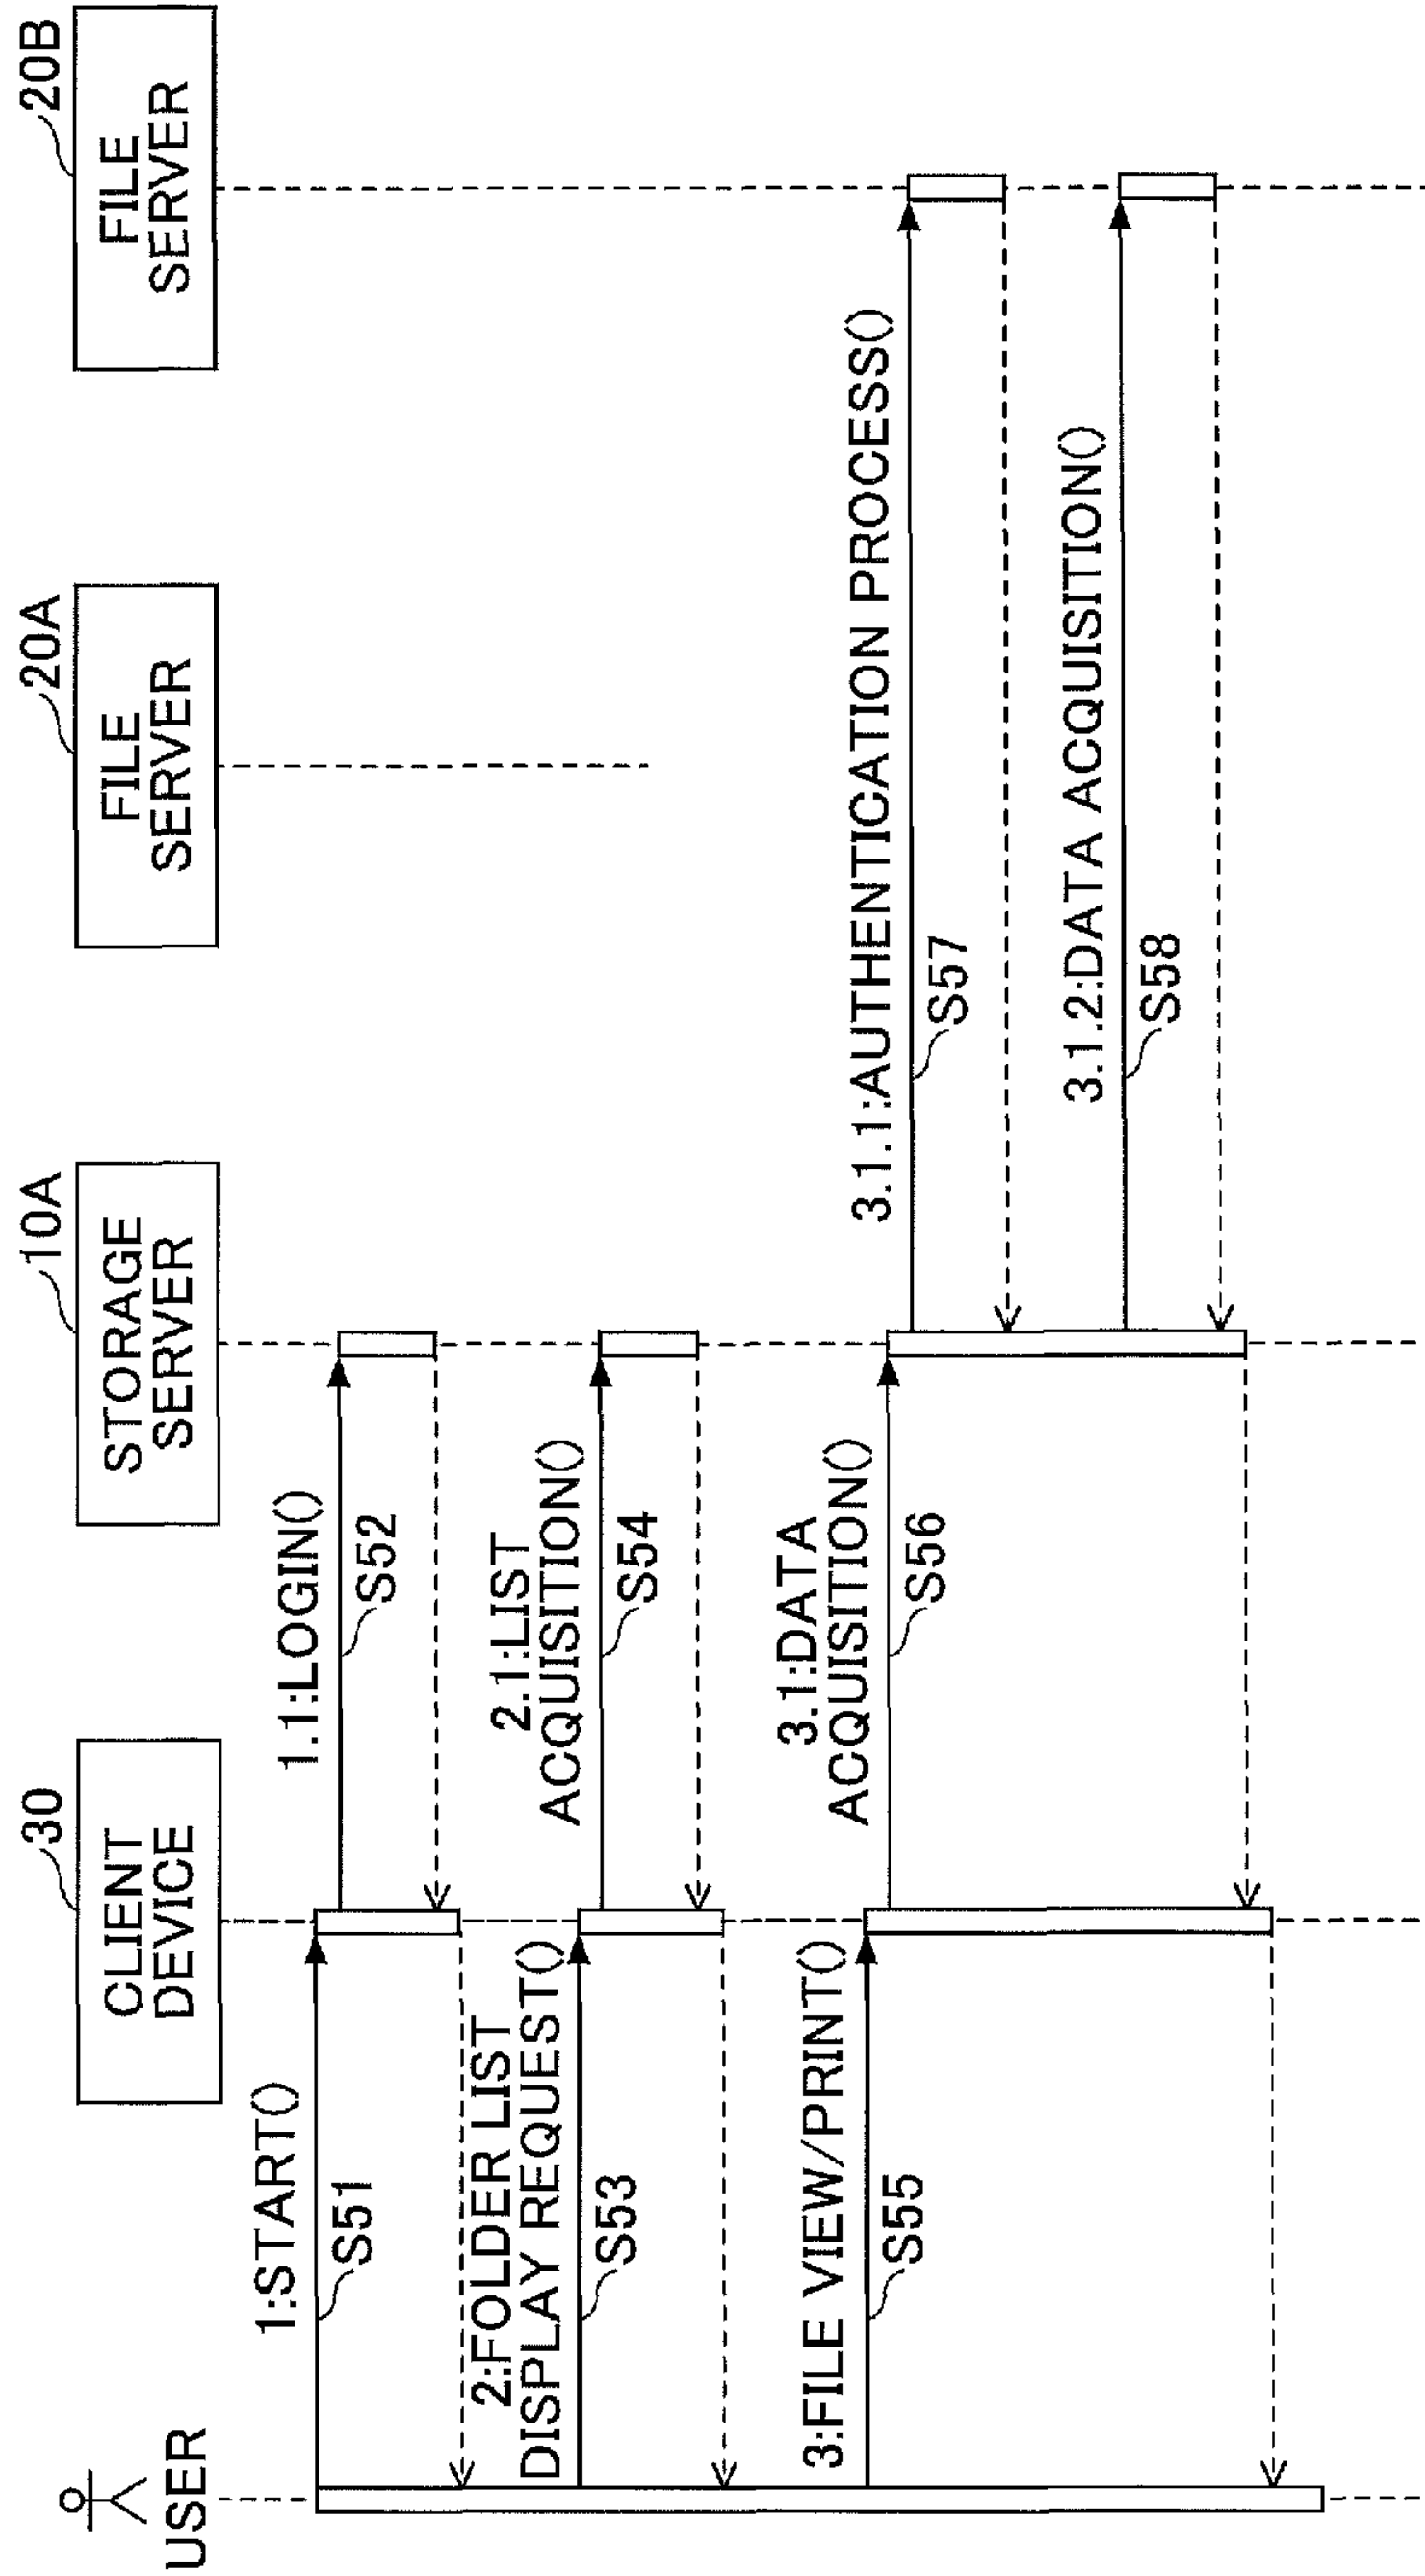 USER
30
CLIENT
DEVICE
10A
STORAGE
SERVER
20A
FILE
SERVER
20B
FILE
SERVER
1:START()
S51
1.1:LOGIN()
S52
2:FOLDER LIST
DISPLAY REQUEST()
S53
2.1:LIST
ACQUISITION()
S54
3:FILE VIEW/PRINT()
S55
3.1:DATA
ACQUISITION()
S56
3.1.1:AUTHENTICATION PROCESS()
S57
3.1.2:DATA ACQUISITION()
S58